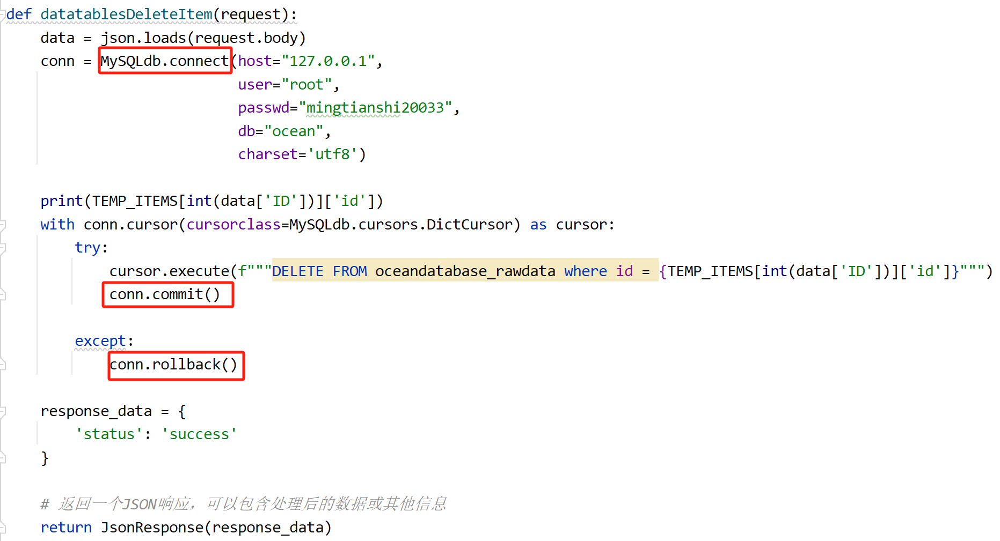 def datatablesDeleteItem(request):
    data = json.loads(request.body)
    conn = MySQLdb.connect(host="127.0.0.1",
                           user="root",
                           passwd="mingtianshi20033",
                           db="ocean",
                           charset='utf8')
    print(TEMP_ITEMS[int(data['ID'])]['id'])
    with conn.cursor(cursorclass=MySQLdb.cursors.DictCursor) as cursor:
        try:
            cursor.execute(f"""DELETE FROM oceandatabase_rawdata where id = {TEMP_ITEMS[int(data['ID'])]['id']}""")
            conn.commit()
        except:
            conn.rollback()
    response_data = {
        'status': 'success'
    }
    # 返回一个JSON响应，可以包含处理后的数据或其他信息
    return JsonResponse(response_data)